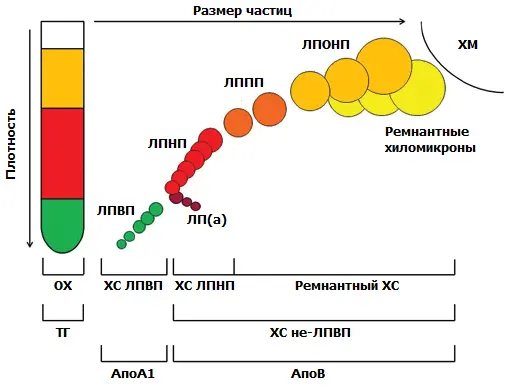 Размер частиц
Плотность
ЛПОНП
ХМ
ЛППП
ЛПНП
Ремнантные
хиломикроны
ЛПВП
ЛП(а)
ОХ
ХС ЛПВП
ХС ЛПНП
Ремнантный ХС
ТГ
ХС не-ЛПВП
АпоА1
АпоВ